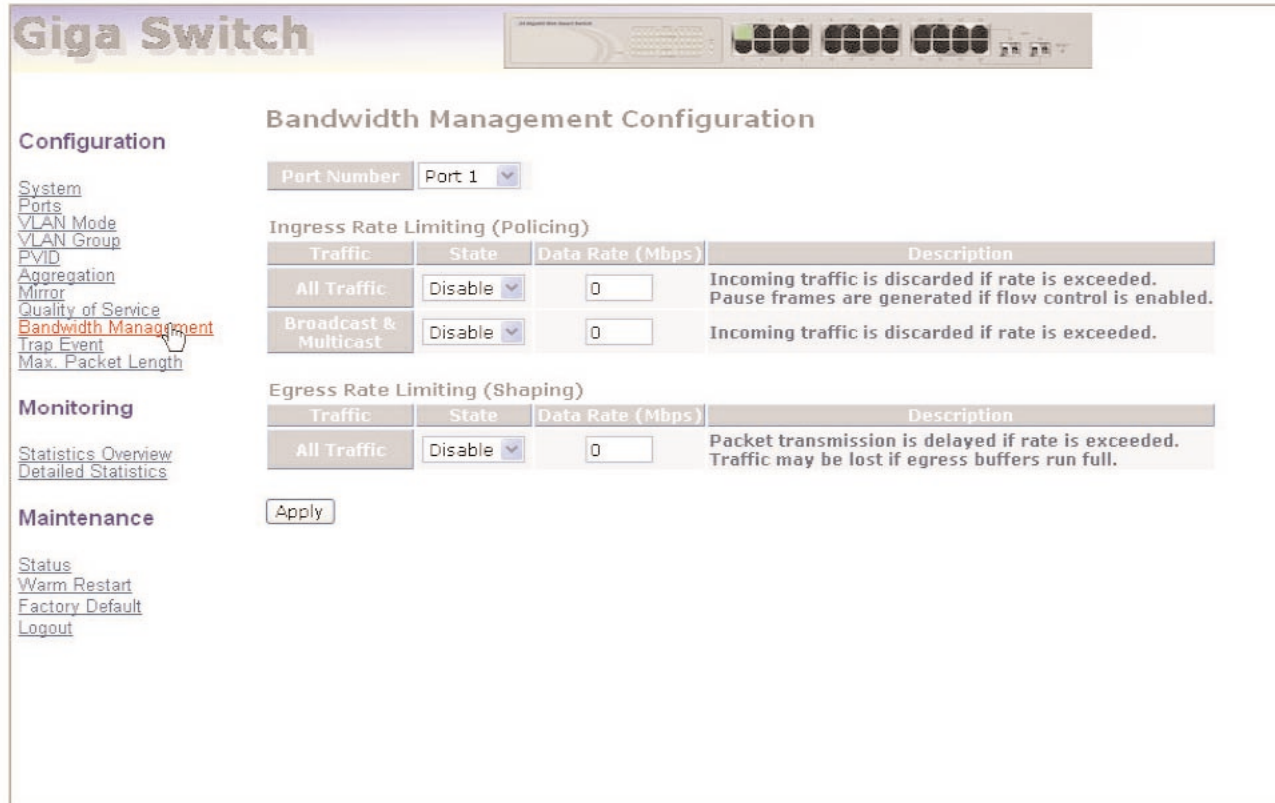 Giga Switch
24 Gigabit Web Smart Switch
Configuration
System
Ports
VLAN Mode
VLAN Group
PVID
Aggregation
Mirror
Quality of Service
Bandwidth Management
Trap Event
Max. Packet Length
Monitoring
Statistics Overview
Detailed Statistics
Maintenance
Status
Warm Restart
Factory Default
Logout
Bandwidth Management Configuration
Port Number Port 1
Ingress Rate Limiting (Policing)
Traffic State Data Rate (Mbps) Description
All Traffic Disable 0 Incoming traffic is discarded if rate is exceeded.
Pause frames are generated if flow control is enabled.
Broadcast &
Multicast Disable 0 Incoming traffic is discarded if rate is exceeded.
Egress Rate Limiting (Shaping)
Traffic State Data Rate (Mbps) Description
All Traffic Disable 0 Packet transmission is delayed if rate is exceeded.
Traffic may be lost if egress buffers run full.
Apply